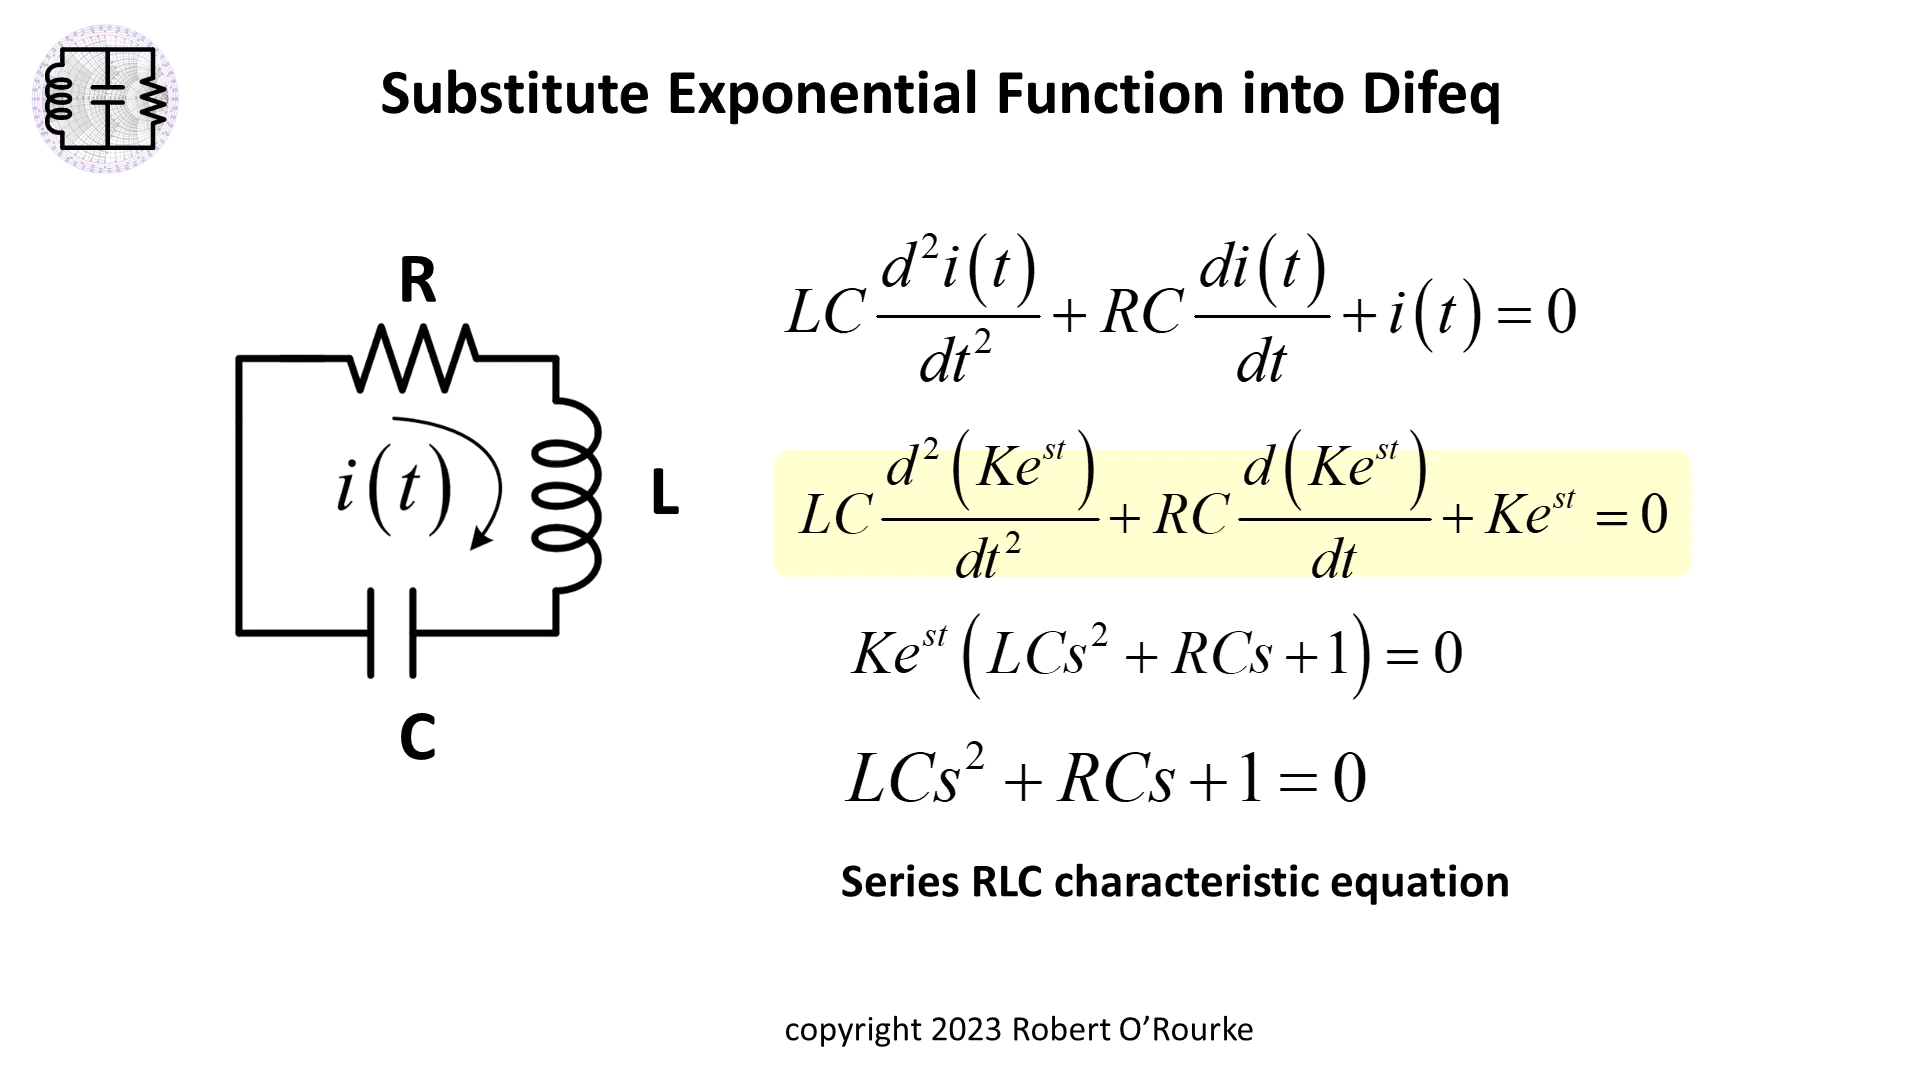 Substitute Exponential Function into Difeq
R
i(t)
L
C
LC d²i(t)/dt² + RC di(t)/dt + i(t) = 0
LC d²(Ke^{st})/dt² + RC d(Ke^{st})/dt + Ke^{st} = 0
Ke^{st}(LCs² + RCs + 1) = 0
LCs² + RCs + 1 = 0
Series RLC characteristic equation
copyright 2023 Robert O’Rourke